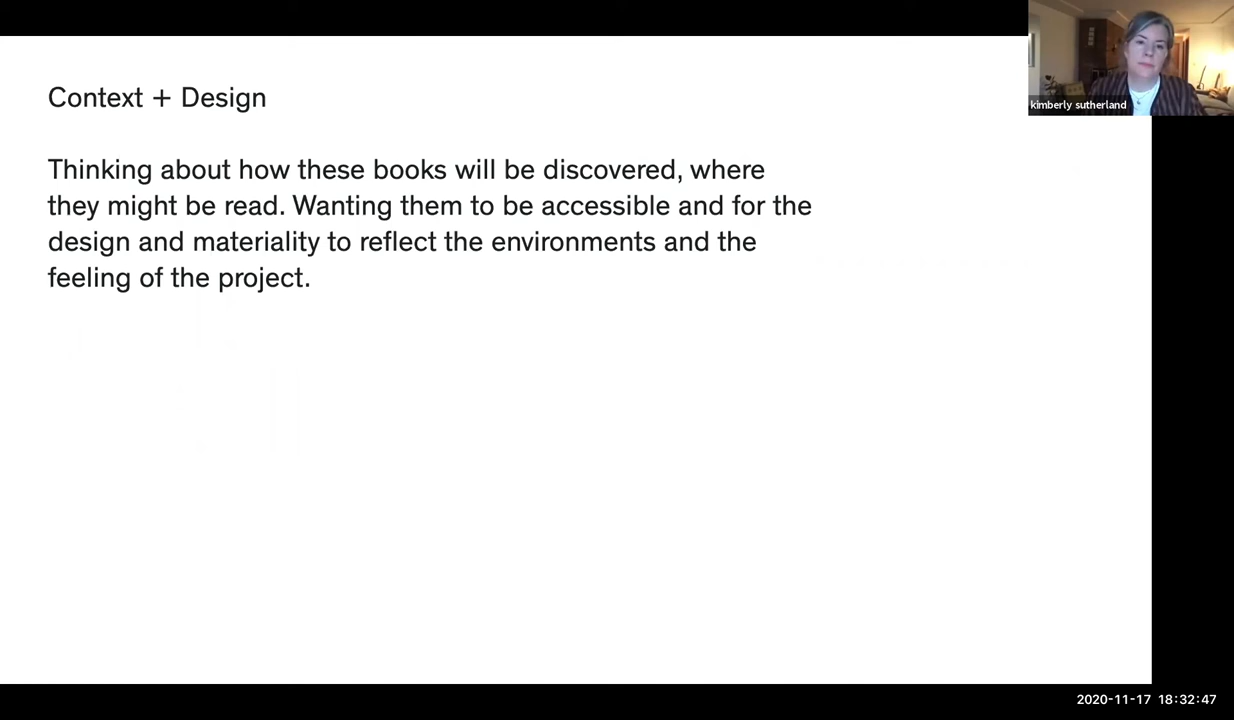 Context + Design
Thinking about how these books will be discovered, where
they might be read. Wanting them to be accessible and for the
design and materiality to reflect the environments and the
feeling of the project.
kimberly sutherland
2020-11-17 18:32:47